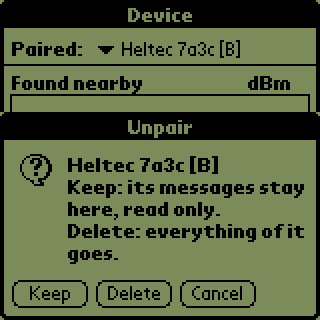 Device
Paired: Heltec 7a3c [B]
Found nearby dBm
Unpair
Heltec 7a3c [B]
Keep: its messages stay
here, read only.
Delete: everything of it
goes.
Keep Delete Cancel